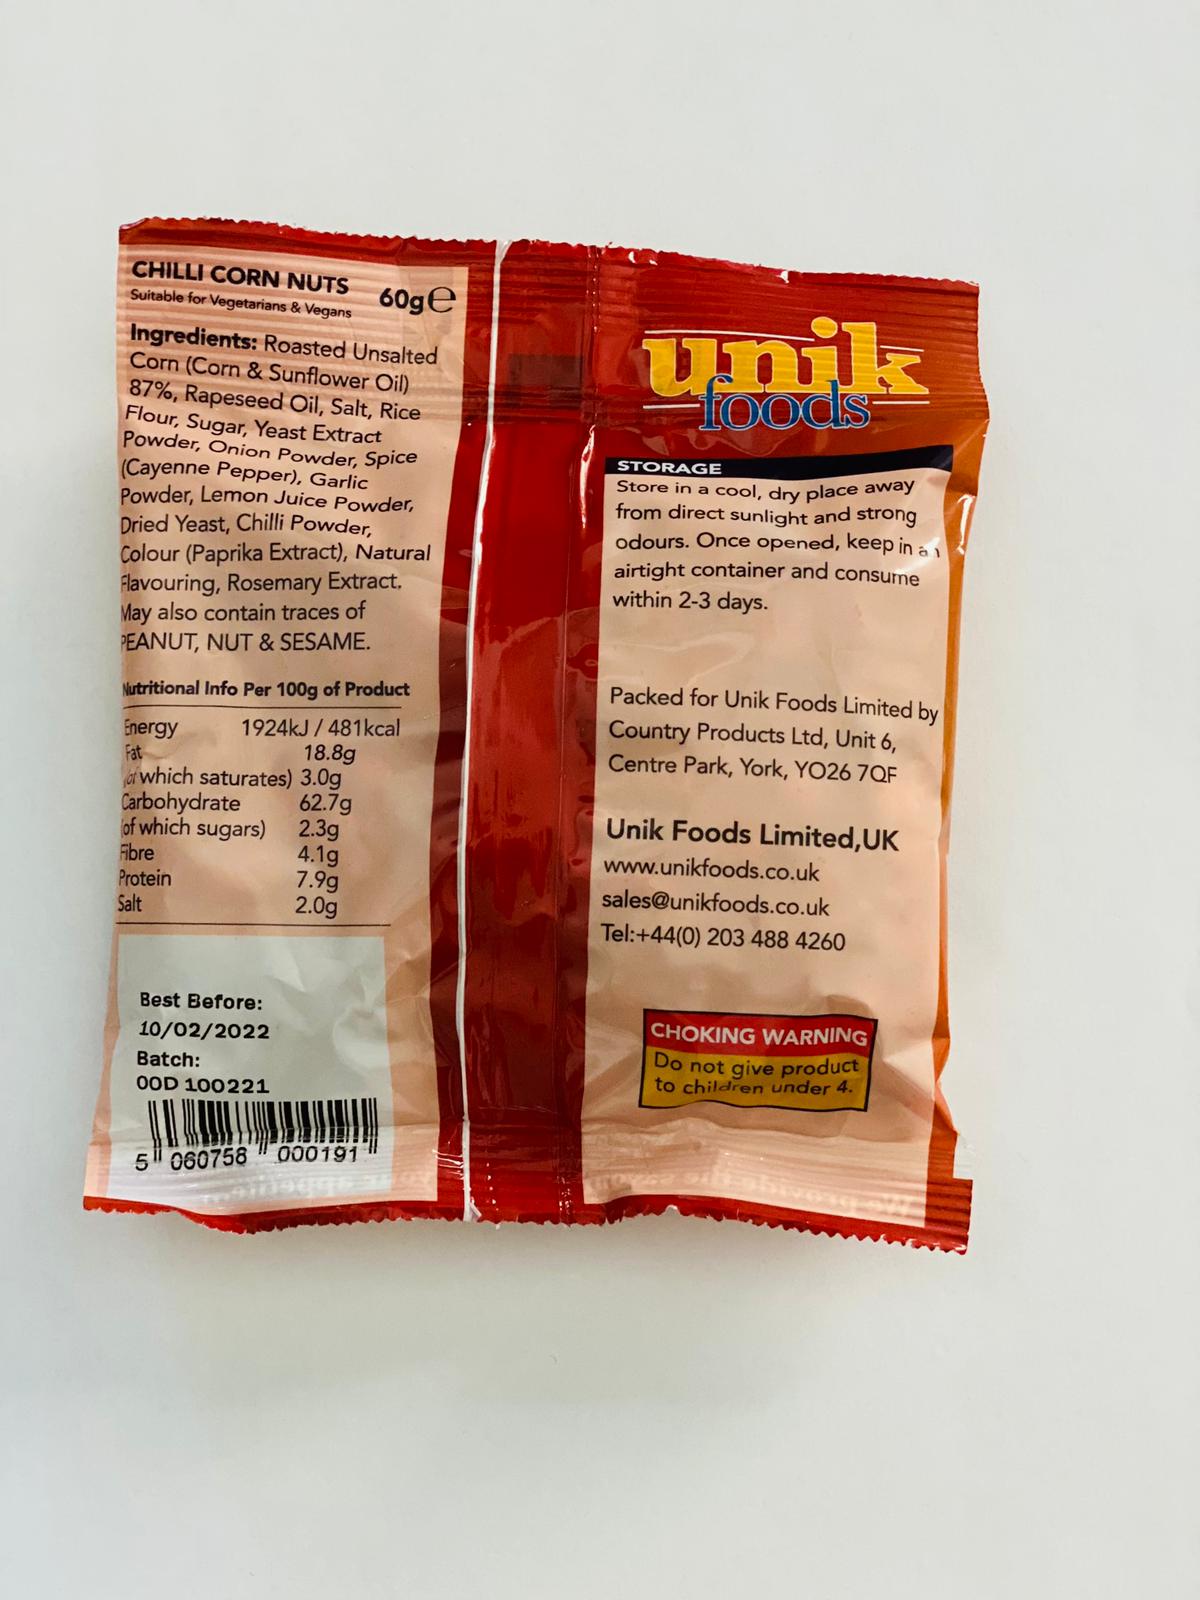 CHILLI CORN NUTS
Suitable for Vegetarians & Vegans
60g℮
Ingredients: Roasted Unsalted
Corn (Corn & Sunflower Oil)
87%, Rapeseed Oil, Salt, Rice
Flour, Sugar, Yeast Extract
Powder, Onion Powder, Spice
(Cayenne Pepper), Garlic
Powder, Lemon Juice Powder,
Dried Yeast, Chilli Powder,
Colour (Paprika Extract), Natural
Flavouring, Rosemary Extract.
May also contain traces of
PEANUT, NUT & SESAME.
Nutritional Info Per 100g of Product
Energy 1924kJ / 481kcal
Fat 18.8g
(of which saturates) 3.0g
Carbohydrate 62.7g
(of which sugars) 2.3g
Fibre 4.1g
Protein 7.9g
Salt 2.0g
Best Before:
10/02/2022
Batch:
OOD 100221
5 060758 000191
unik
foods
STORAGE
Store in a cool, dry place away
from direct sunlight and strong
odours. Once opened, keep in an
airtight container and consume
within 2-3 days.
Packed for Unik Foods Limited by
Country Products Ltd, Unit 6,
Centre Park, York, YO26 7QF
Unik Foods Limited,UK
www.unikfoods.co.uk
sales@unikfoods.co.uk
Tel:+44(0) 203 488 4260
CHOKING WARNING
Do not give product
to children under 4.